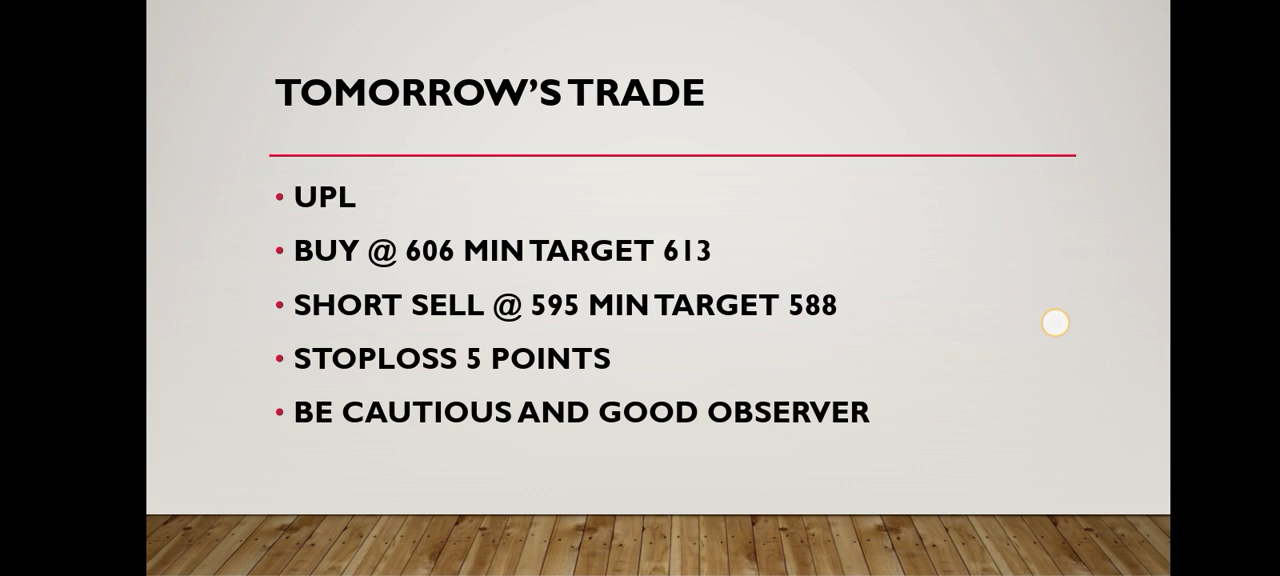 TOMORROW’S TRADE
• UPL
• BUY @ 606 MIN TARGET 613
• SHORT SELL @ 595 MIN TARGET 588
• STOPLOSS 5 POINTS
• BE CAUTIOUS AND GOOD OBSERVER